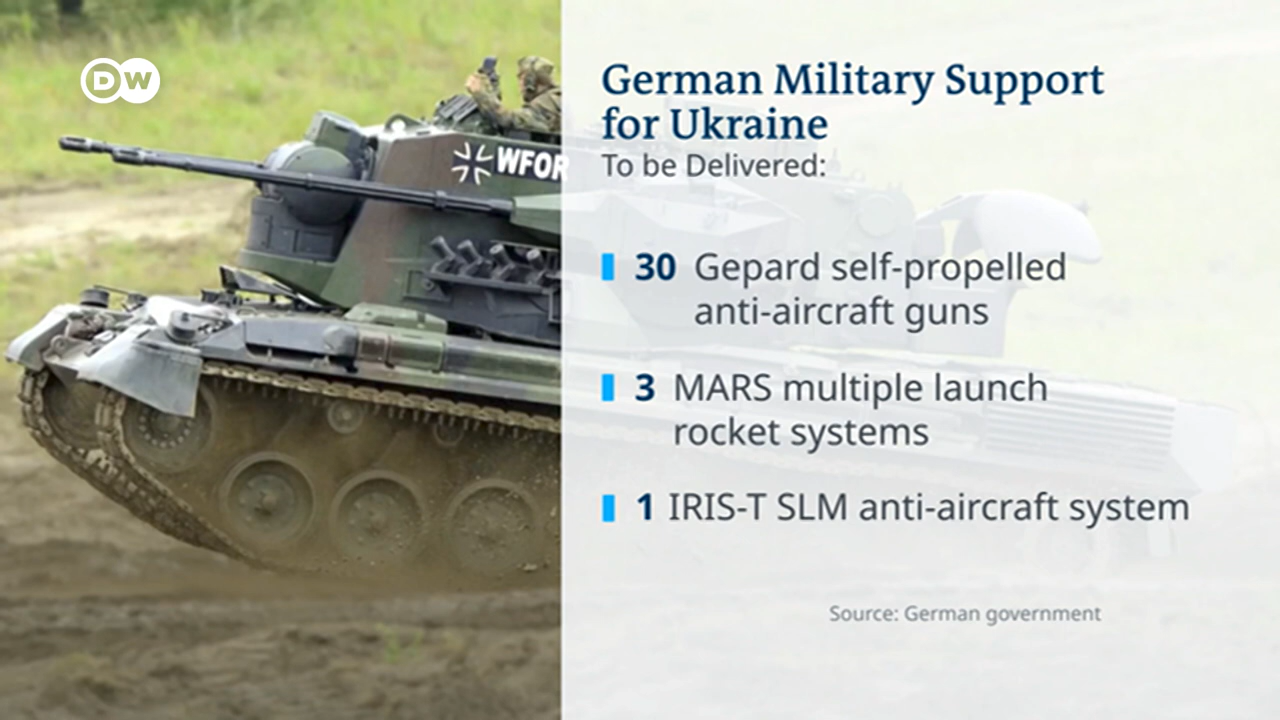 DW
WFOR
German Military Support
for Ukraine
To be Delivered:
30 Gepard self-propelled
anti-aircraft guns
3 MARS multiple launch
rocket systems
1 IRIS-T SLM anti-aircraft system
Source: German government